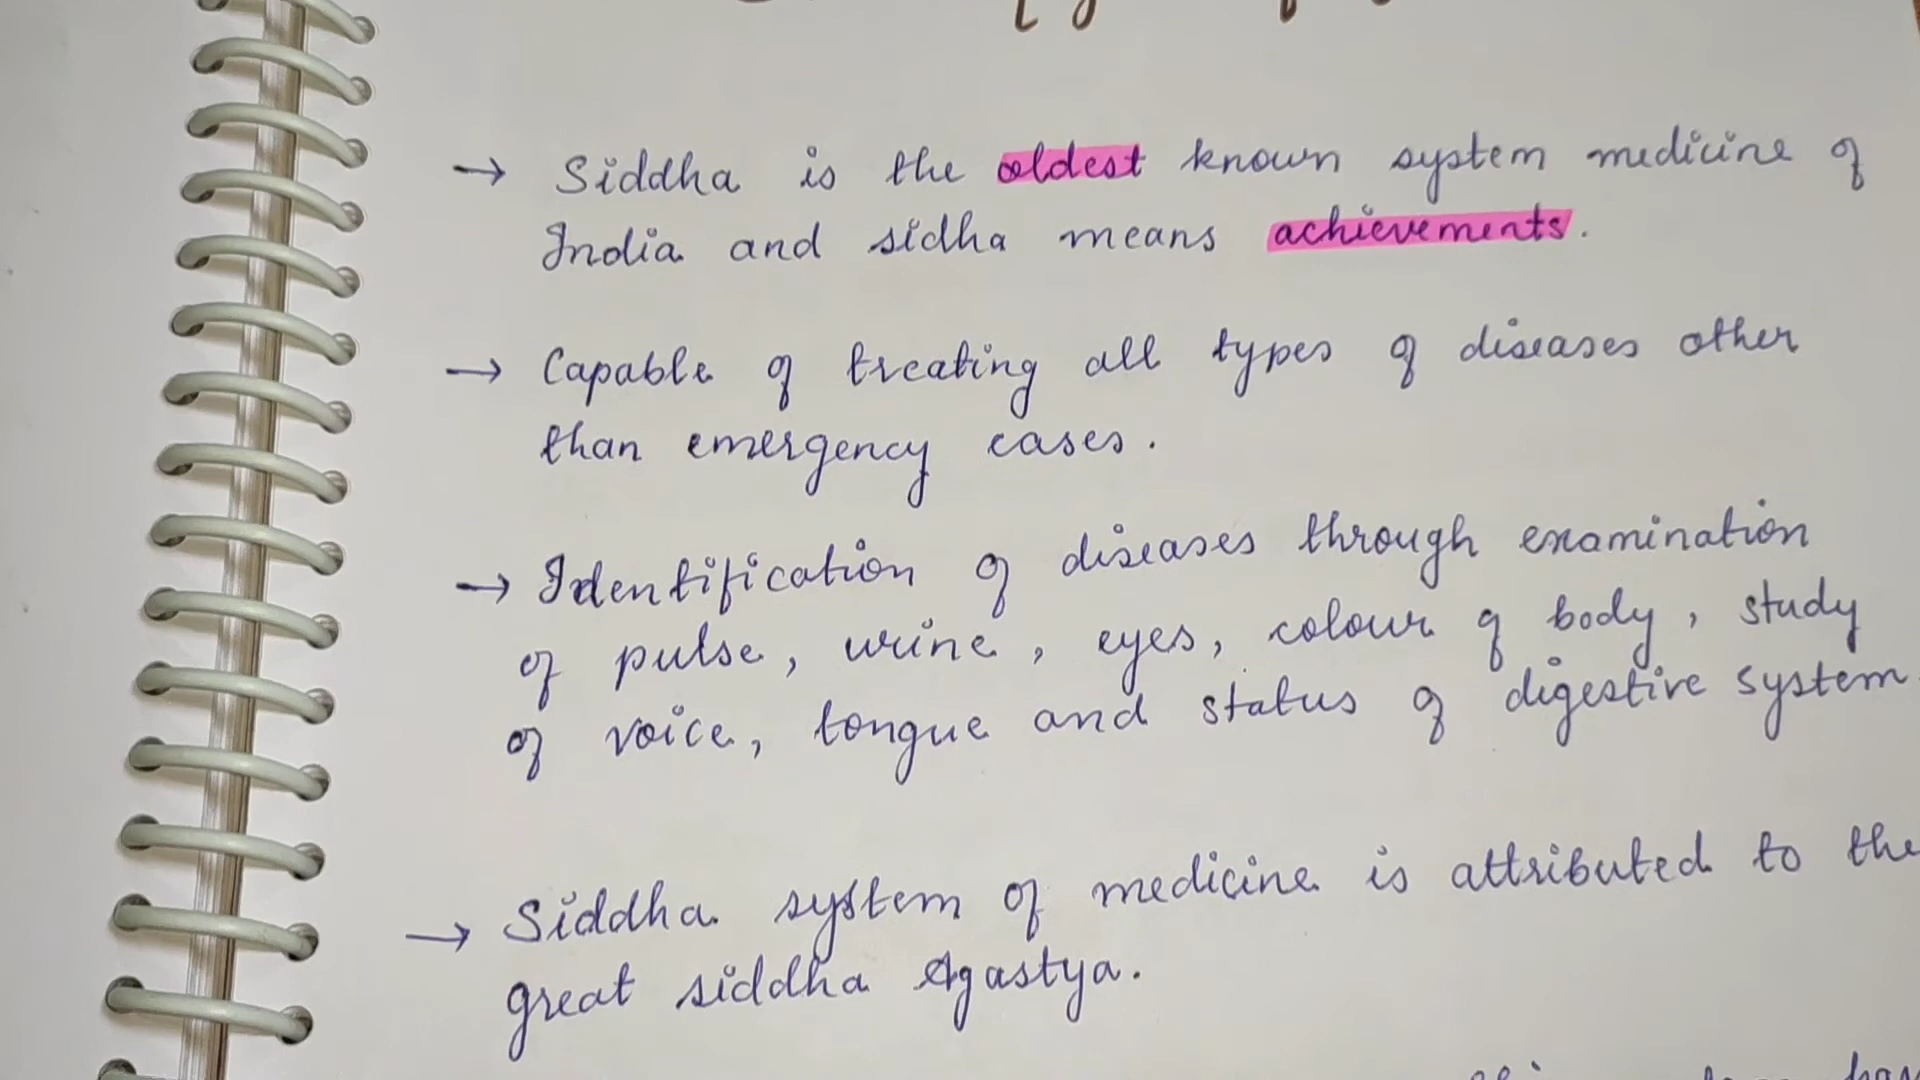 → Siddha is the oldest known system medicine of
India and sidha means achievements.
→ Capable of treating all types of diseases other
than emergency cases.
→ Identification of diseases through examination
of pulse, urine, eyes, colour of body, study
of voice, tongue and status of digestive system.
→ Siddha system of medicine is attributed to the
great siddha Agastya.